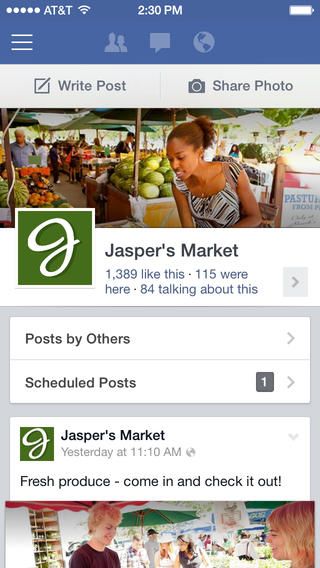 AT&T 2:30 PM
Write Post Share Photo
PASTU
Jasper's Market
1,389 like this · 115 were
here · 84 talking about this
Posts by Others
Scheduled Posts 1
Jasper's Market
Yesterday at 11:10 AM
Fresh produce - come in and check it out!